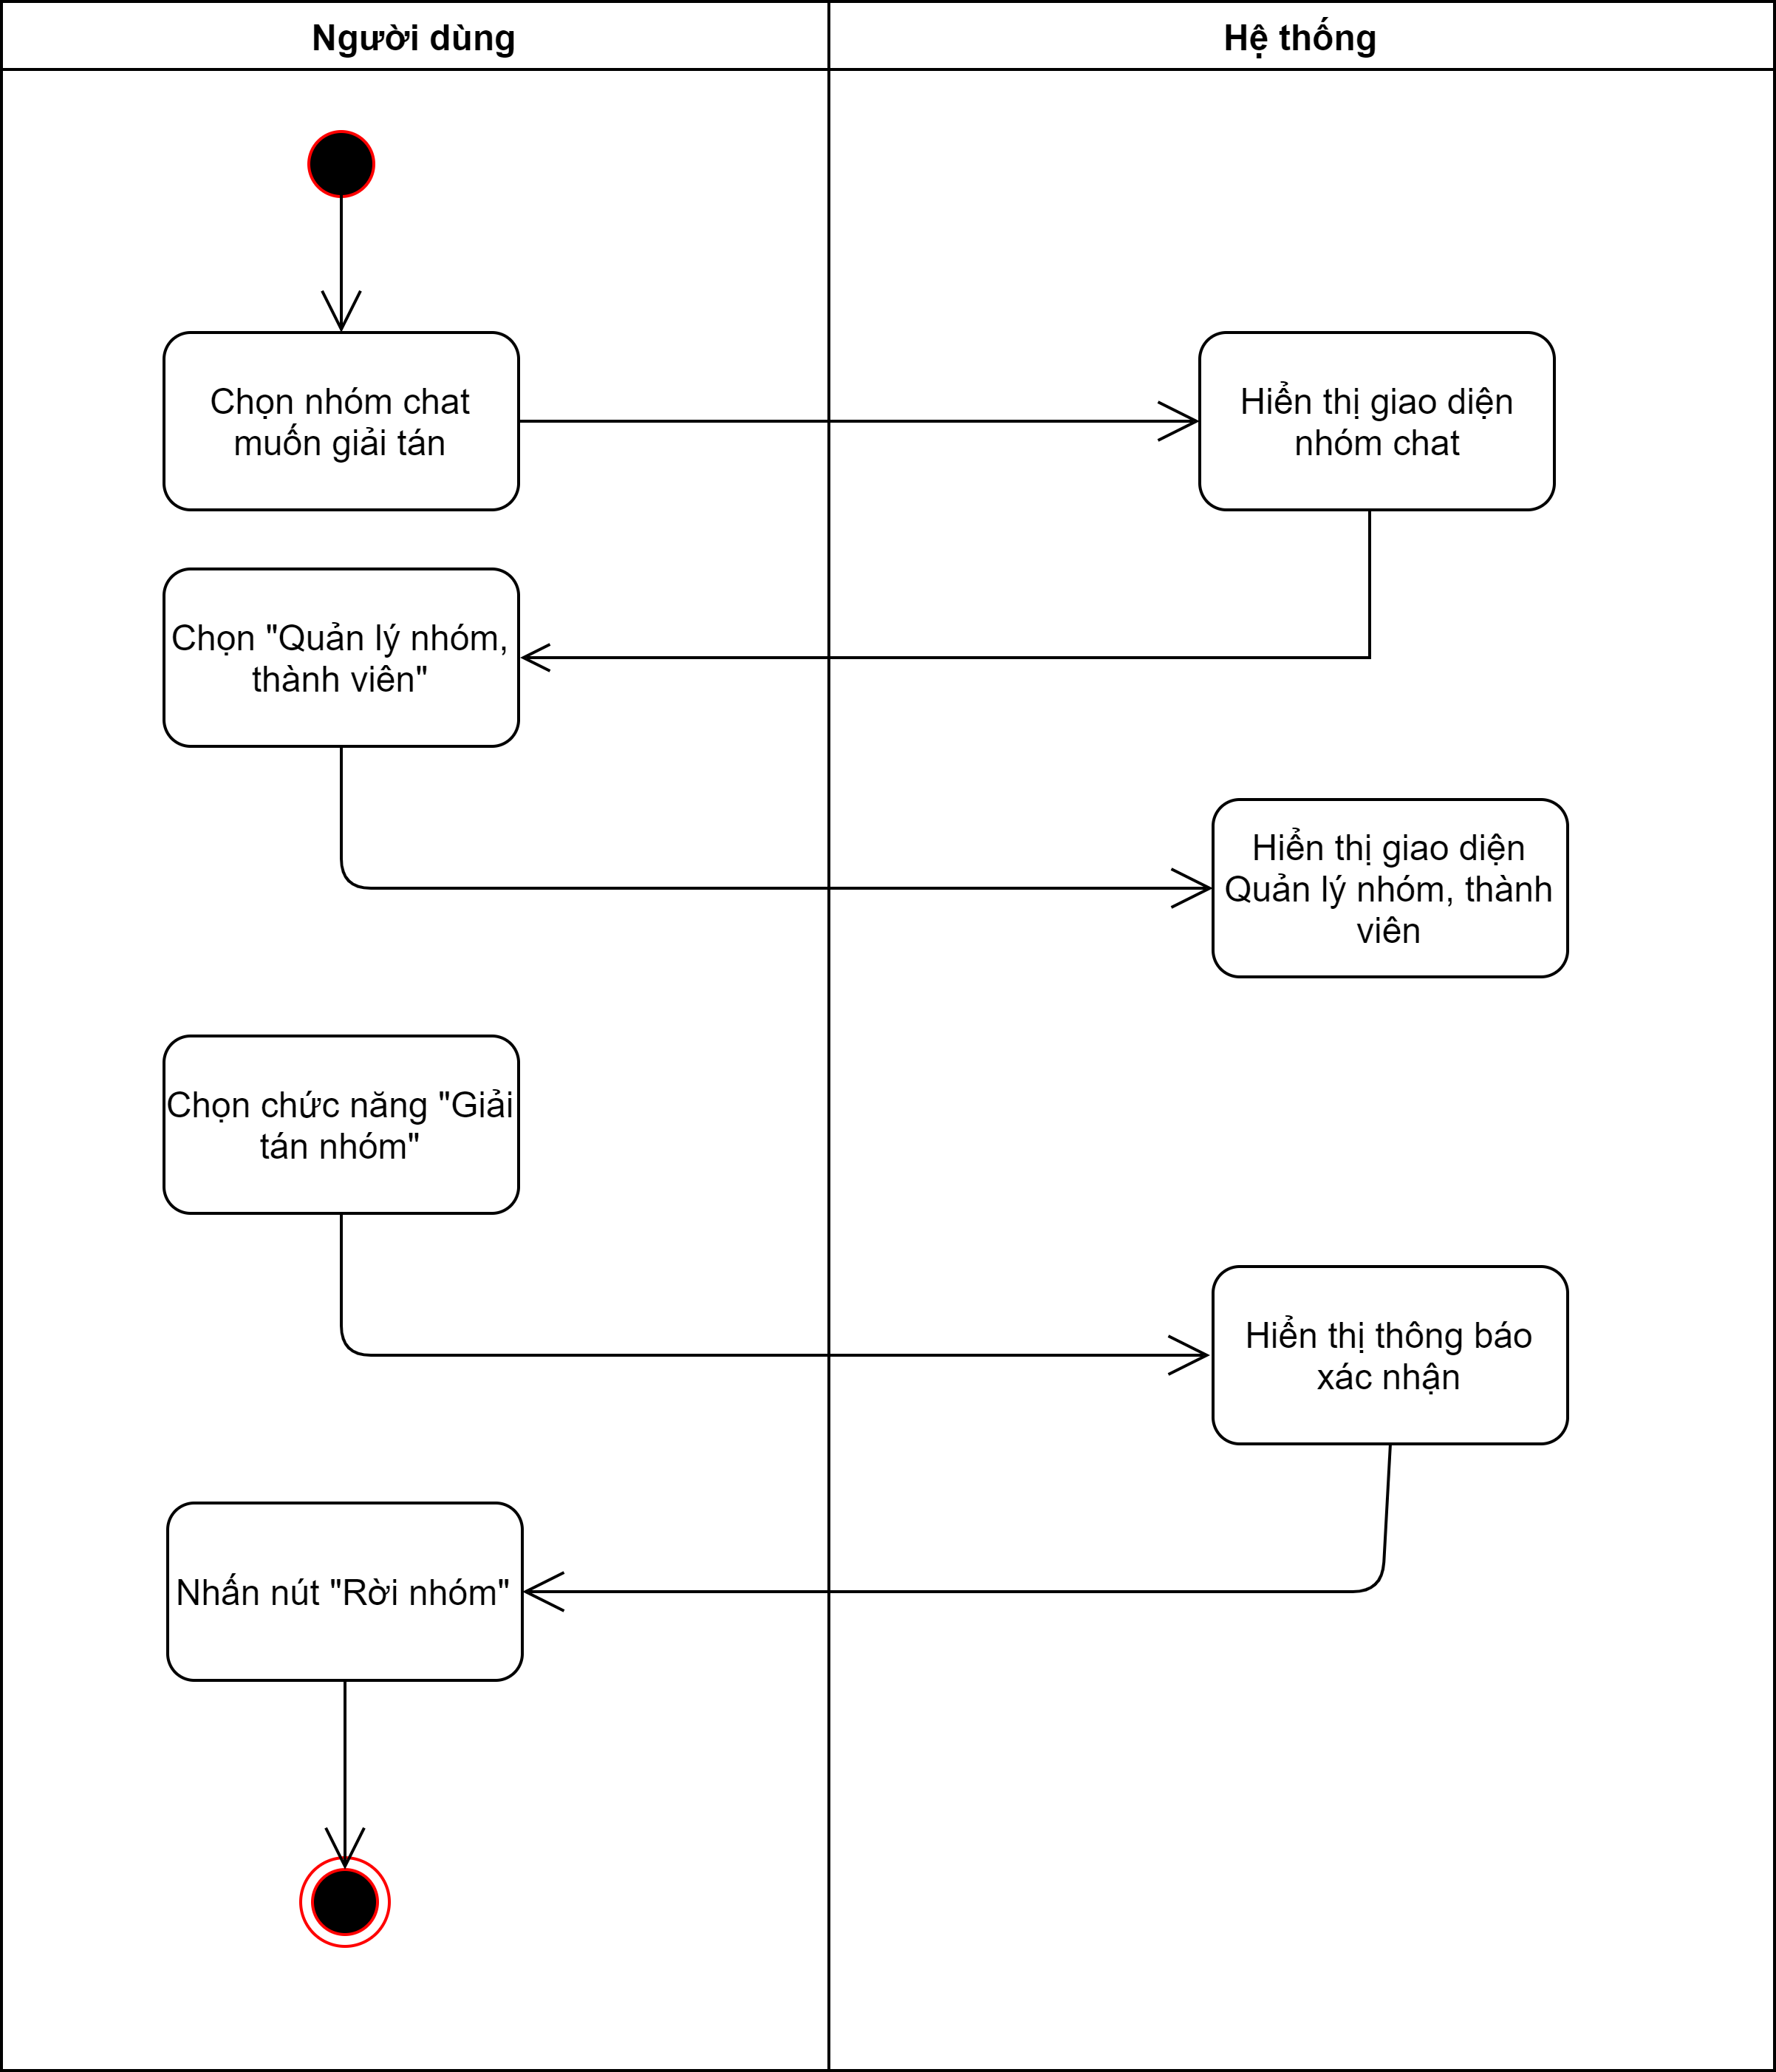 Người dùng
Hệ thống
Chọn nhóm chat
muốn giải tán
Hiển thị giao diện
nhóm chat
Chọn "Quản lý nhóm,
thành viên"
Hiển thị giao diện
Quản lý nhóm, thành
viên
Chọn chức năng "Giải
tán nhóm"
Hiển thị thông báo
xác nhận
Nhấn nút "Rời nhóm"